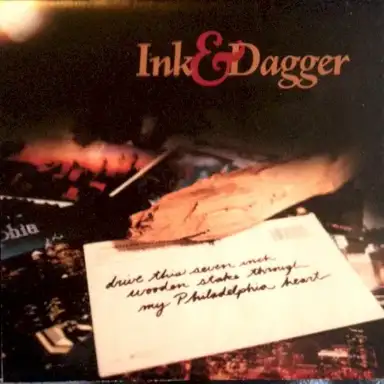 Ink & Dagger
drive this seven inch
wooden stake through
my Philadelphia heart